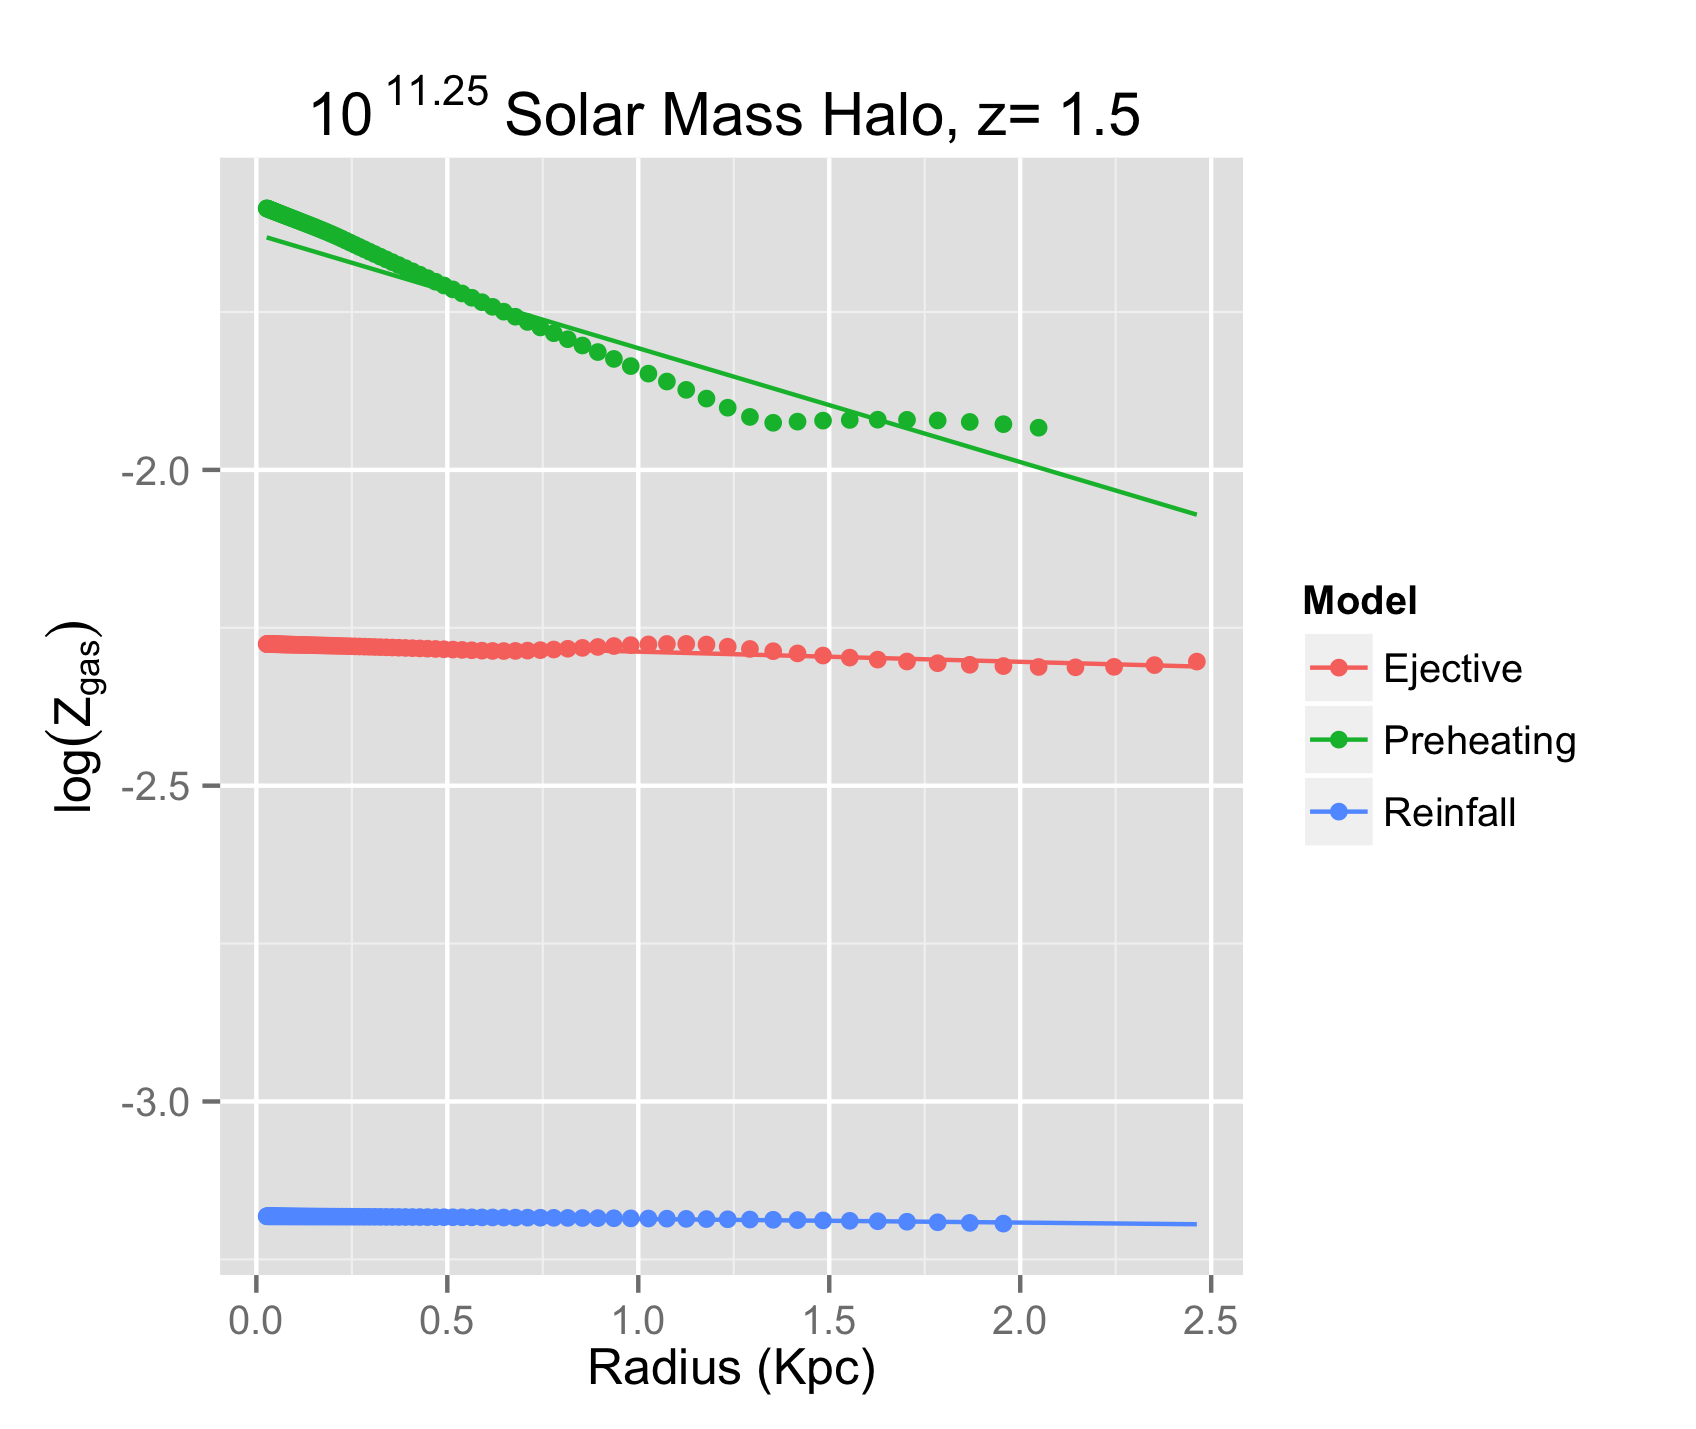 10 11.25 Solar Mass Halo, z= 1.5
log(Zgas)
-2.0
-2.5
-3.0
0.0 0.5 1.0 1.5 2.0 2.5
Radius (Kpc)
Model
Ejective
Preheating
Reinfall